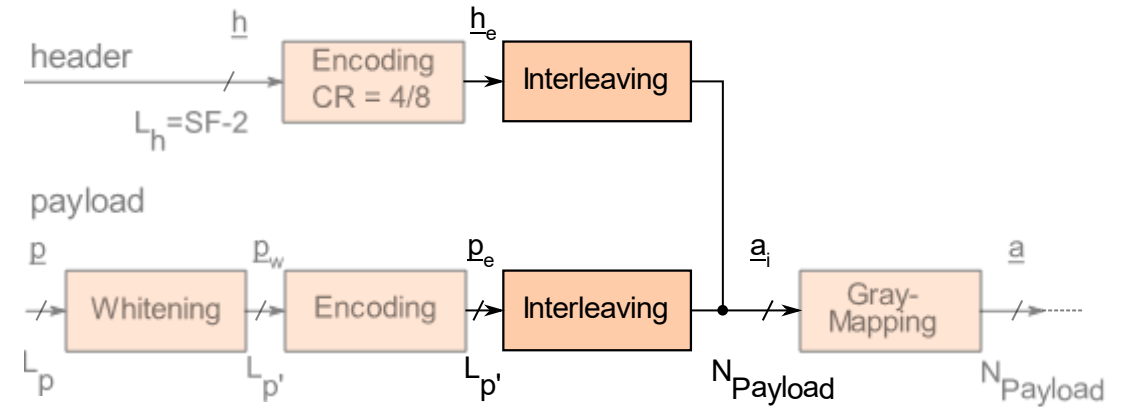 h
h_e
header
Encoding
CR = 4/8
Interleaving
L_h=SF-2
payload
p
p_w
p_e
a_i
a
Whitening
Encoding
Interleaving
Gray-
Mapping
L_p
L_p'
L_p'
N_Payload
N_Payload